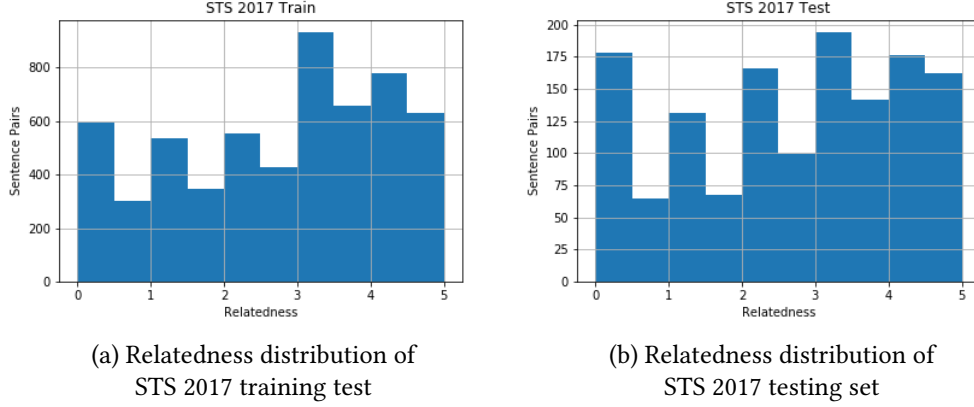 STS 2017 Train
800
600
400
200
0
Sentence Pairs
0 1 2 3 4 5
Relatedness
(a) Relatedness distribution of
STS 2017 training test
STS 2017 Test
200
175
150
125
100
75
50
25
0
Sentence Pairs
0 1 2 3 4 5
Relatedness
(b) Relatedness distribution of
STS 2017 testing set